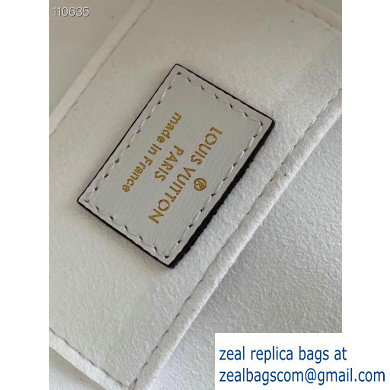 110635
LOUIS VUITTON
®
PARIS
made in France
zeal replica bags at
zealbagscom@gmail.com